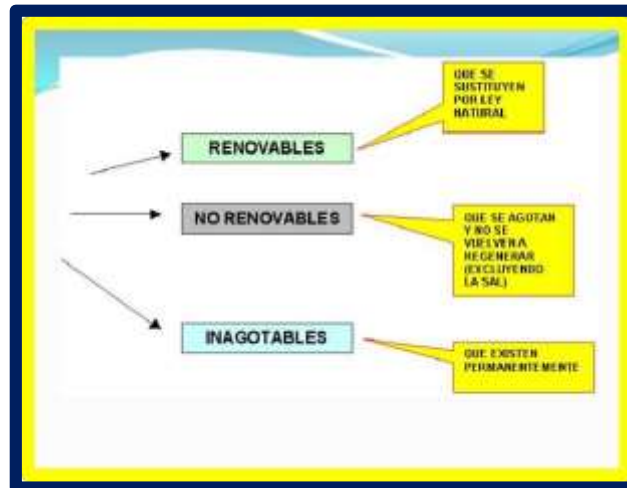 QUE SE
SUSTITUYEN
POR LEY
NATURAL
RENOVABLES
NO RENOVABLES
QUE SE AGOTAN
Y NO SE
VUELVEN A
REGENERAR
(EXCLUYENDO
LA SAL)
INAGOTABLES
QUE EXISTEN
PERMANENTEMENTE